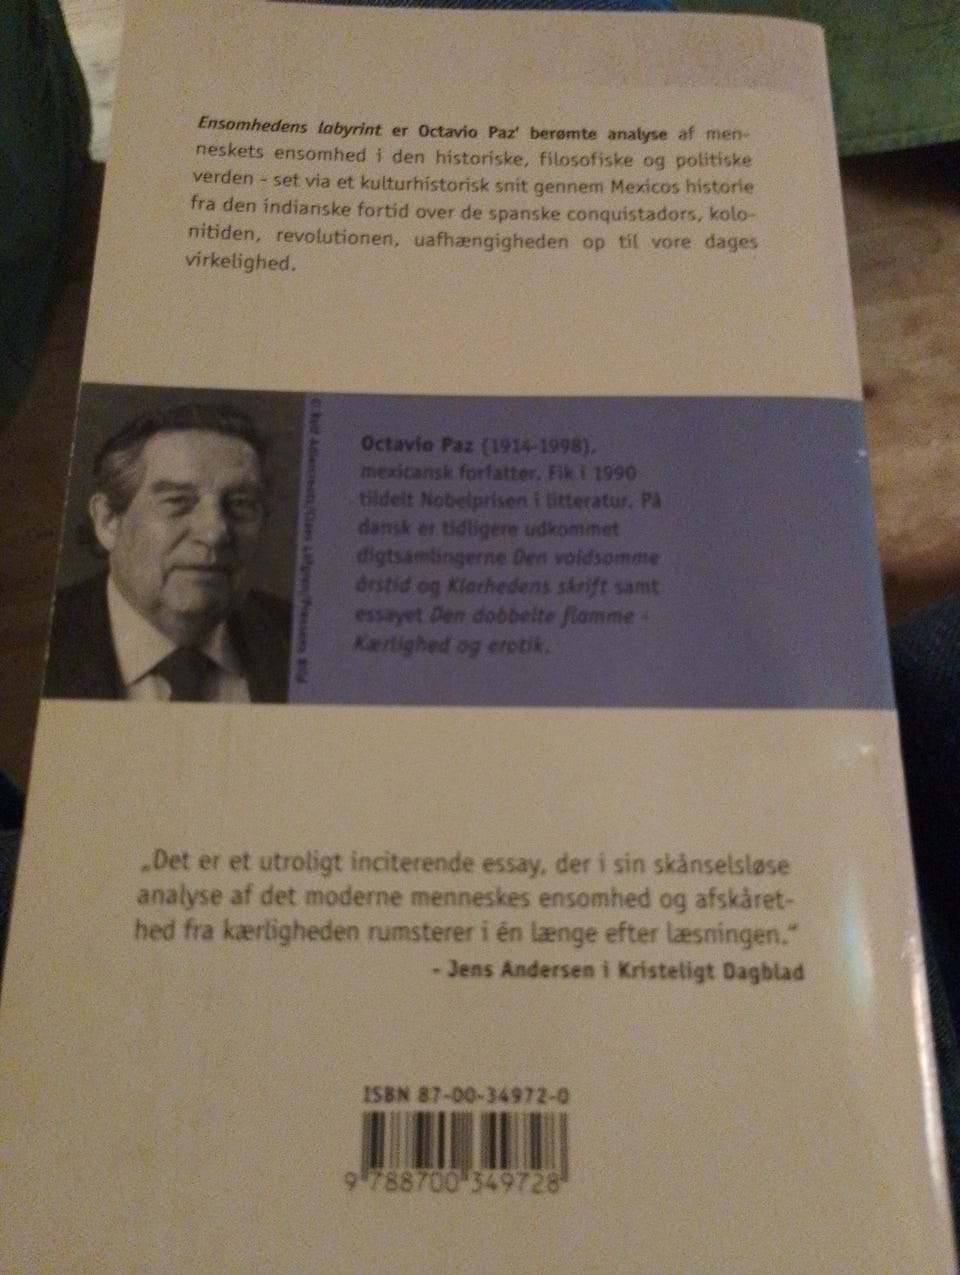 Ensomhedens labyrint er Octavio Paz' berømte analyse af men-
neskets ensomhed i den historiske, filosofiske og politiske
verden – set via et kulturhistorisk snit gennem Mexicos historie
fra den indianske fortid over de spanske conquistadors, kolo-
nitiden, revolutionen, uafhængigheden op til vore dages
virkelighed.
Octavio Paz (1914-1998),
mexicansk forfatter. Fik i 1990
tildelt Nobelprisen i litteratur. På
dansk er tidligere udkommet
digtsamlingerne Den voldsomme
årstid og Klarhedens skrift samt
essayet Den dobbelte flamme -
Kærlighed og erotik.
„Det er et utroligt inciterende essay, der i sin skånselsløse
analyse af det moderne menneskes ensomhed og afskåret-
hed fra kærligheden rumsterer i én længe efter læsningen.“
- Jens Andersen i Kristeligt Dagblad
ISBN 87-00-34972-0
9 788700 349728